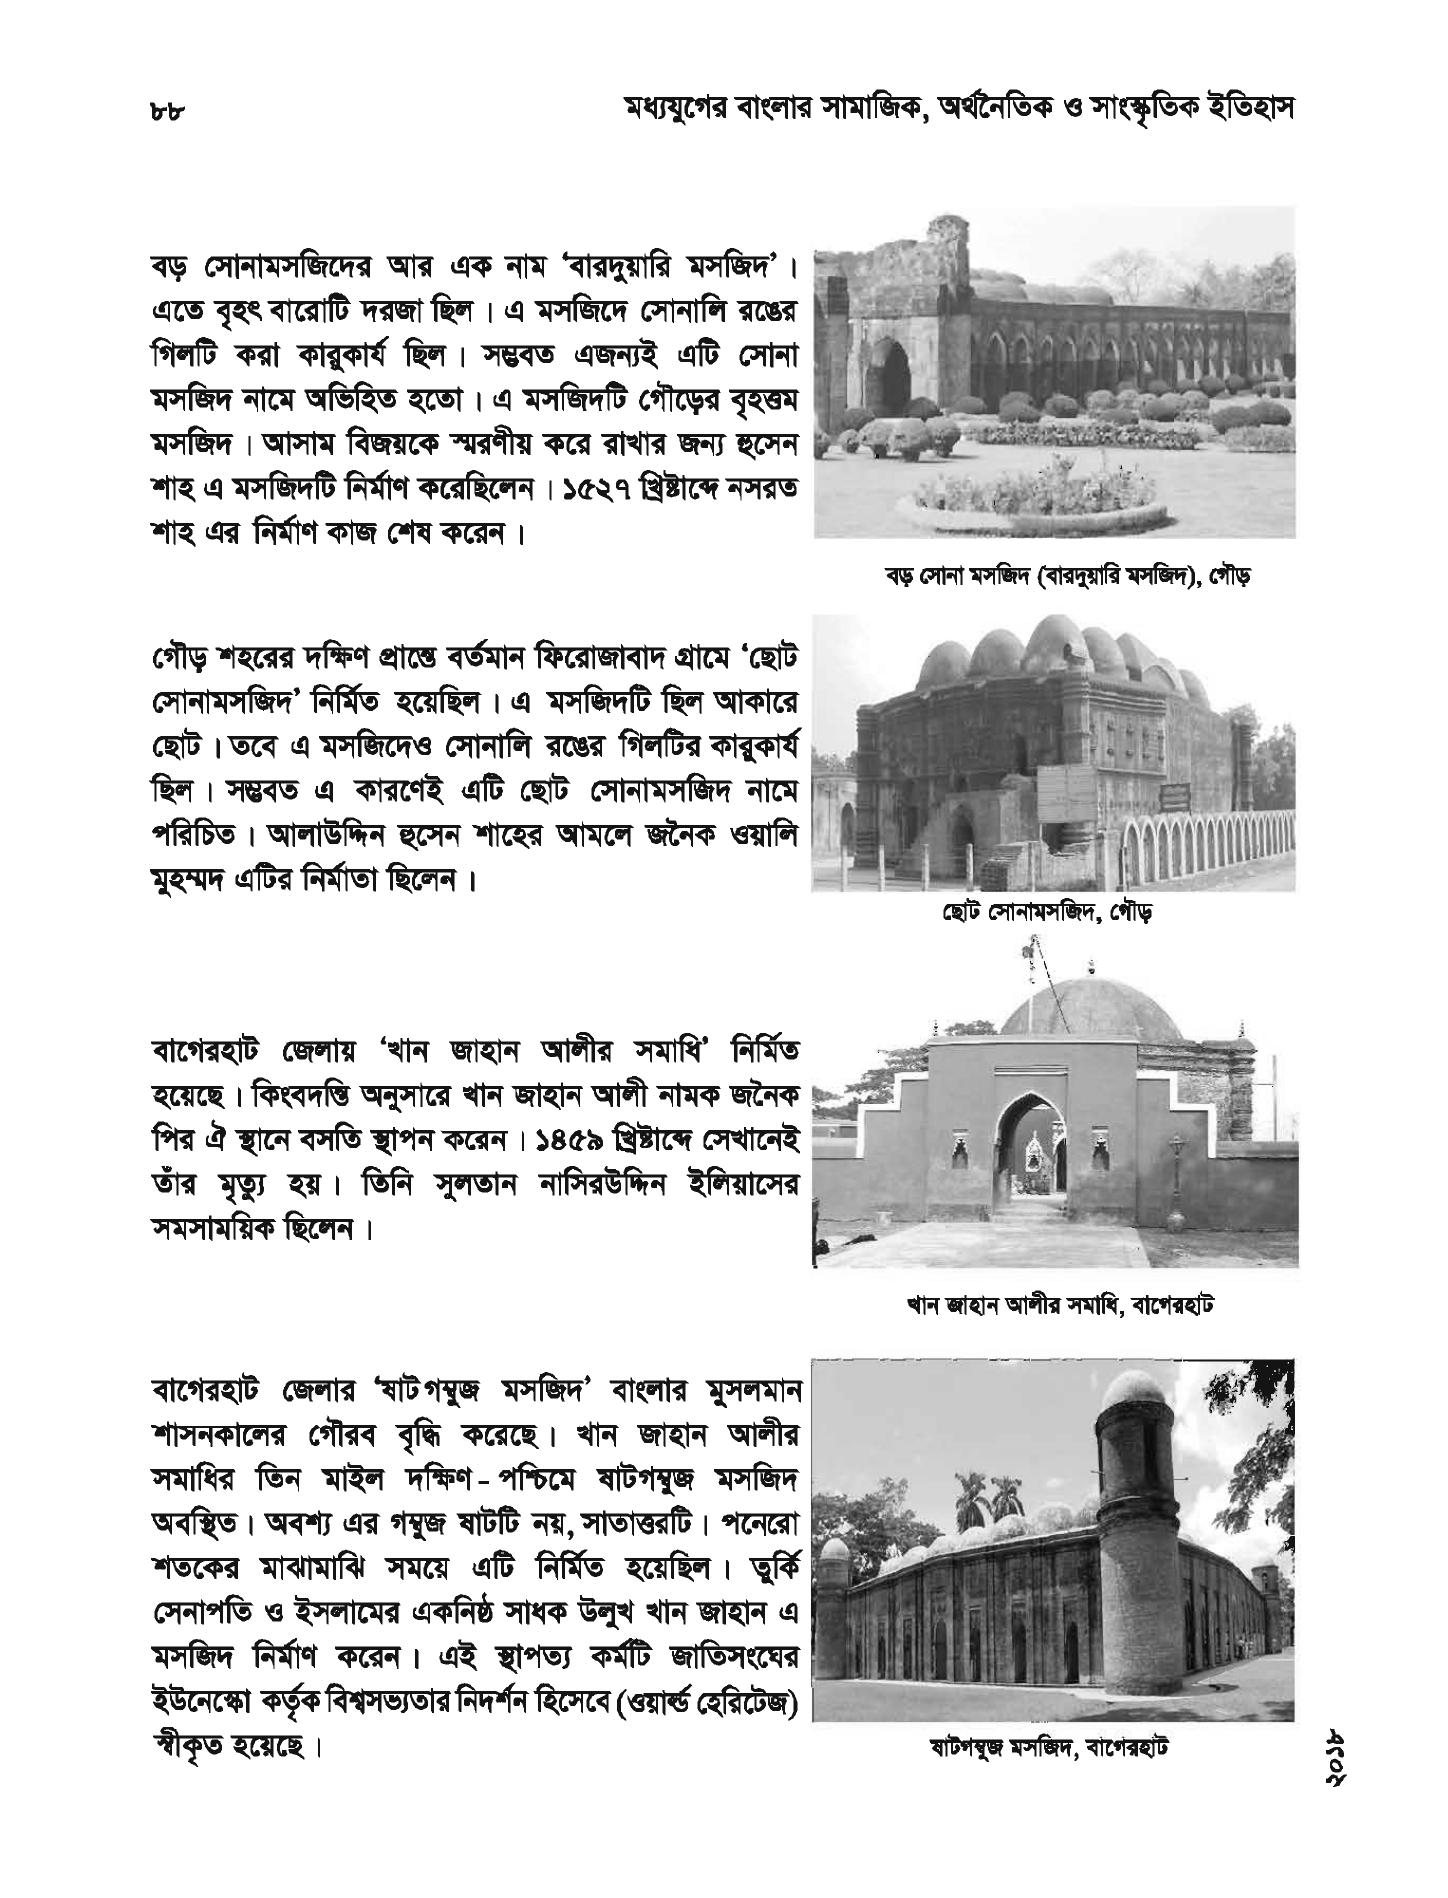 ৮৮
মধ্যযুগের বাংলার সামাজিক, অর্থনৈতিক ও সাংস্কৃতিক ইতিহাস
বড় সোনামসজিদের আর এক নাম ‘বারদুয়ারি মসজিদ’।
এতে বৃহৎ বারোটি দরজা ছিল। এ মসজিদে সোনালি রঙের
গিলটি করা কারুকার্য ছিল। সম্ভবত এজন্যই এটি সোনা
মসজিদ নামে অভিহিত হতো। এ মসজিদটি গৌড়ের বৃহত্তম
মসজিদ। আসাম বিজয়কে স্মরণীয় করে রাখার জন্য হুসেন
শাহ এ মসজিদটি নির্মাণ করেছিলেন। ১৫২৭ খ্রিষ্টাব্দে নসরত
শাহ এর নির্মাণ কাজ শেষ করেন।
বড় সোনা মসজিদ (বারদুয়ারি মসজিদ), গৌড়
গৌড় শহরের দক্ষিণ প্রান্তে বর্তমান ফিরোজাবাদ গ্রামে ‘ছোট
সোনামসজিদ’ নির্মিত হয়েছিল। এ মসজিদটি ছিল আকারে
ছোট। তবে এ মসজিদেও সোনালি রঙের গিলটির কারুকার্য
ছিল। সম্ভবত এ কারণেই এটি ছোট সোনামসজিদ নামে
পরিচিত। আলাউদ্দিন হুসেন শাহের আমলে জনৈক ওয়ালি
মুহম্মদ এটির নির্মাতা ছিলেন।
ছোট সোনামসজিদ, গৌড়
বাগেরহাট জেলায় ‘খান জাহান আলীর সমাধি’ নির্মিত
হয়েছে। কিংবদন্তি অনুসারে খান জাহান আলী নামক জনৈক
পির ঐ স্থানে বসতি স্থাপন করেন। ১৪৫৯ খ্রিষ্টাব্দে সেখানেই
তাঁর মৃত্যু হয়। তিনি সুলতান নাসিরউদ্দিন ইলিয়াসের
সমসাময়িক ছিলেন।
খান জাহান আলীর সমাধি, বাগেরহাট
বাগেরহাট জেলার ‘ষাটগম্বুজ মসজিদ’ বাংলার মুসলমান
শাসনকালের গৌরব বৃদ্ধি করেছে। খান জাহান আলীর
সমাধির তিন মাইল দক্ষিণ-পশ্চিমে ষাটগম্বুজ মসজিদ
অবস্থিত। অবশ্য এর গম্বুজ ষাটটি নয়, সাতাত্তরটি। পনেরো
শতকের মাঝামাঝি সময়ে এটি নির্মিত হয়েছিল। তুর্কি
সেনাপতি ও ইসলামের একনিষ্ঠ সাধক উলুখ খান জাহান এ
মসজিদ নির্মাণ করেন। এই স্থাপত্য কর্মটি জাতিসংঘের
ইউনেস্কো কর্তৃক বিশ্বসভ্যতার নিদর্শন হিসেবে (ওয়ার্ল্ড হেরিটেজ)
স্বীকৃত হয়েছে।
ষাটগম্বুজ মসজিদ, বাগেরহাট
২০১৮